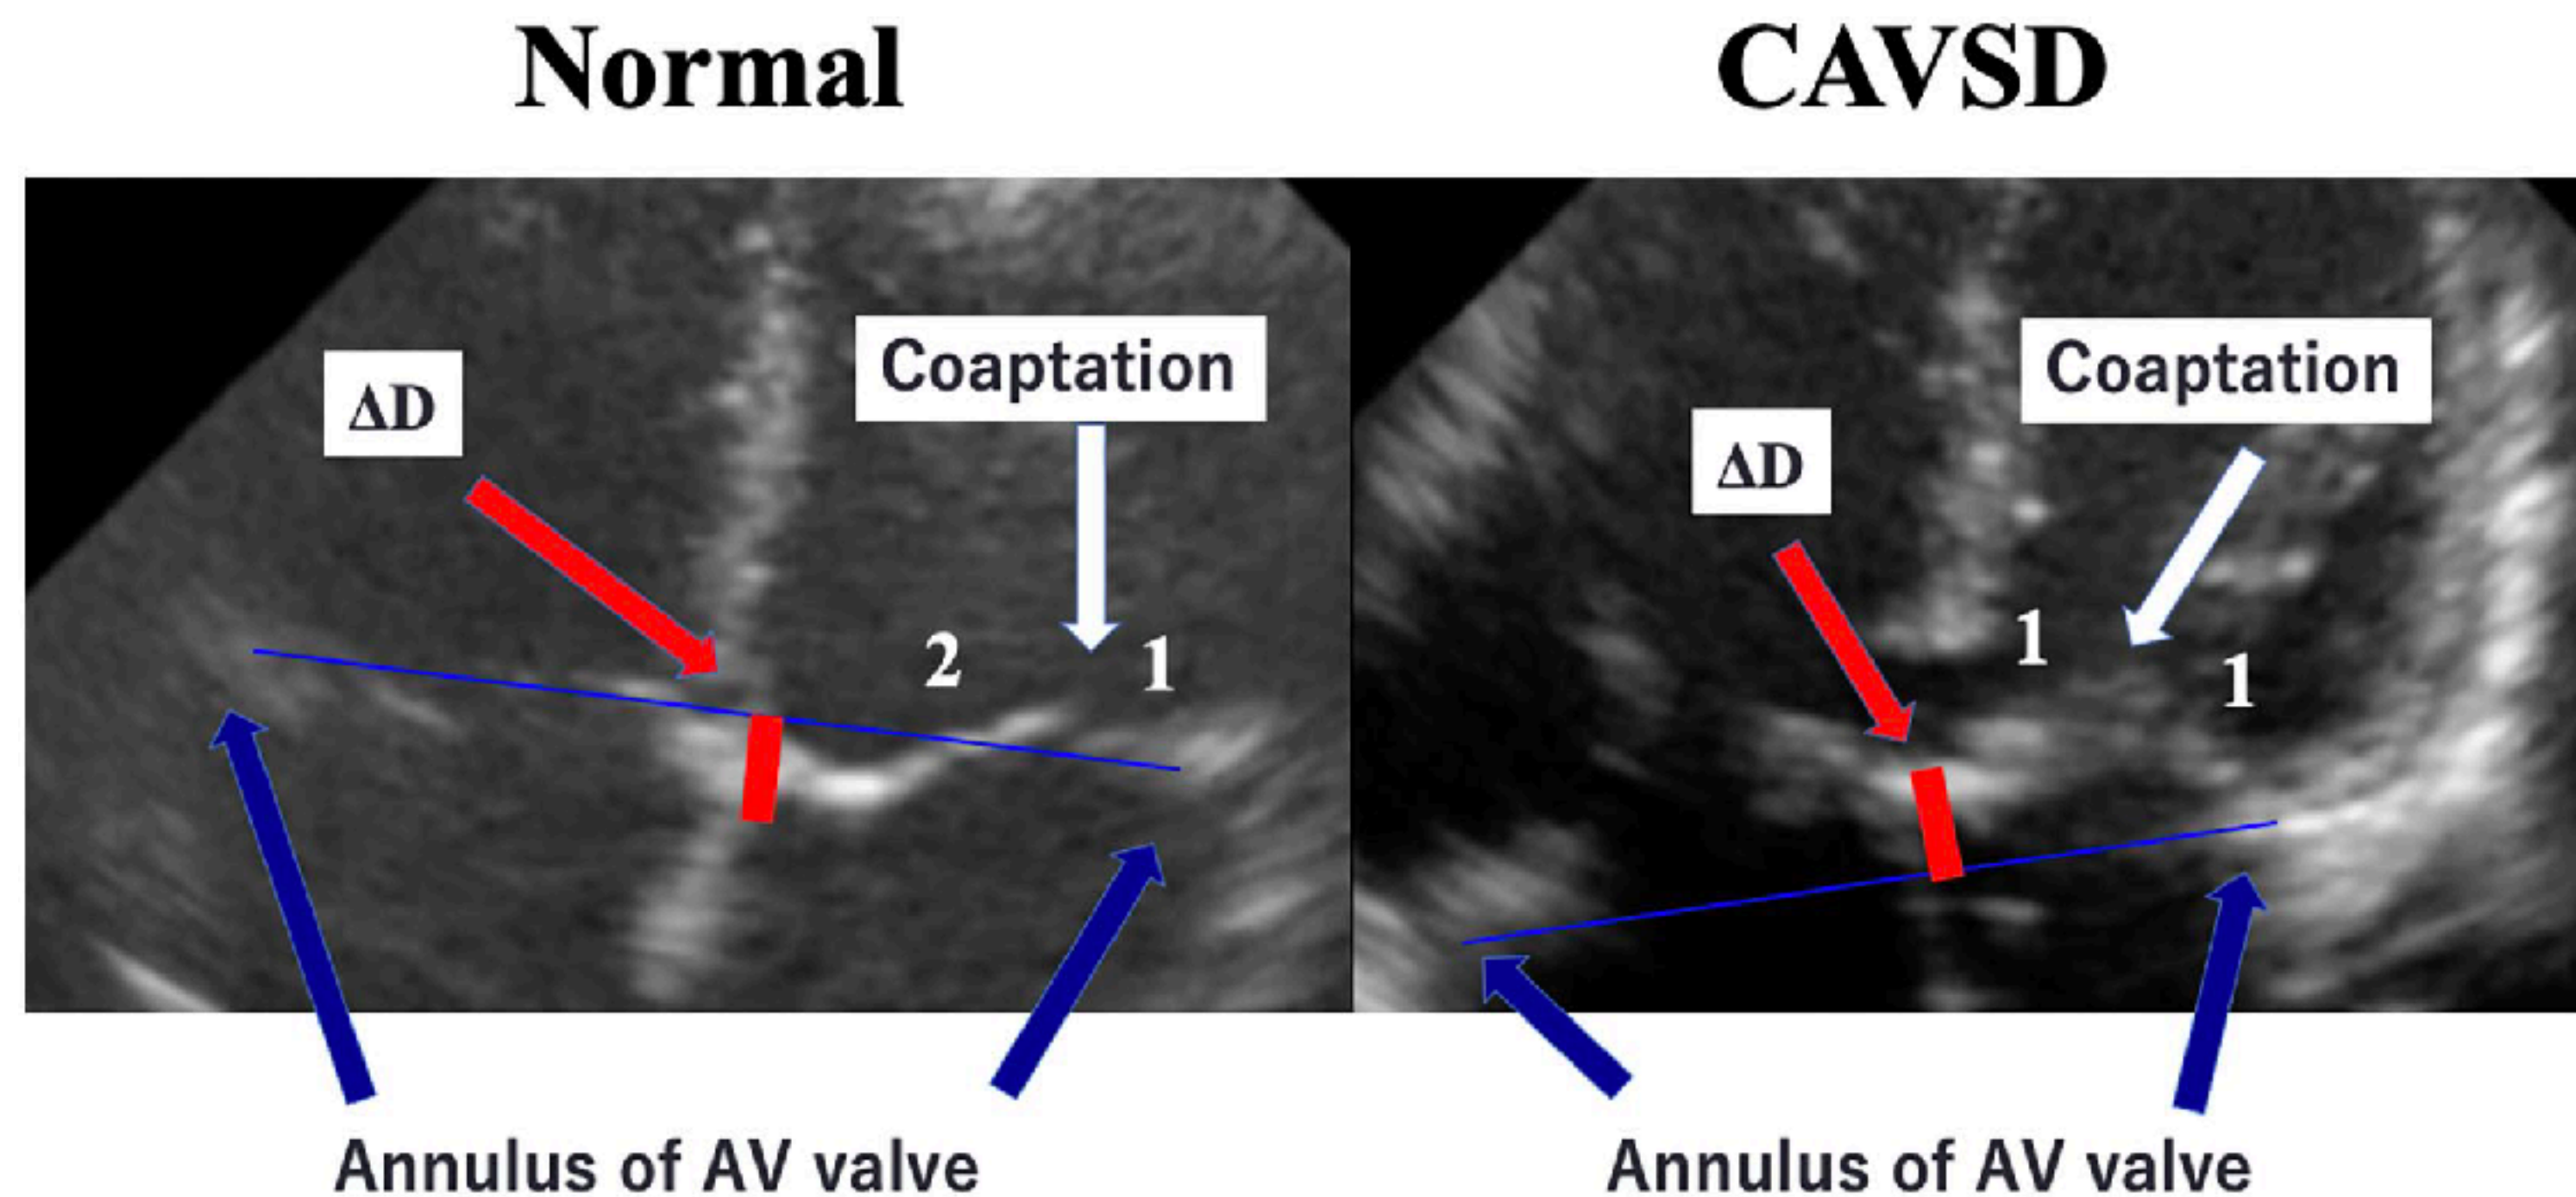 Normal
CAVSD
Coaptation
Coaptation
ΔD
ΔD
2
1
1
1
Annulus of AV valve
Annulus of AV valve